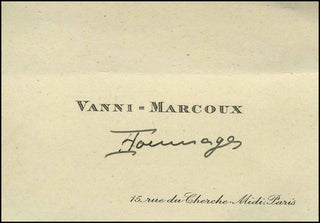 VANNI=MARCOUX
Hommages
15, rue du Cherche-Midi. Paris